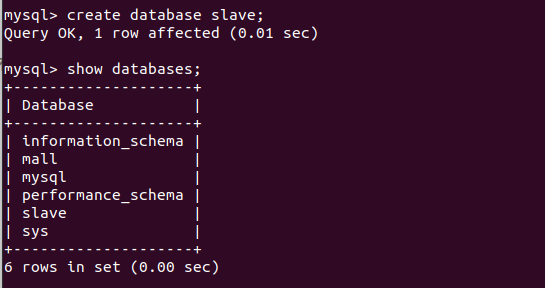 mysql> create database slave;
Query OK, 1 row affected (0.01 sec)
mysql> show databases;
+--------------------+
| Database           |
+--------------------+
| information_schema |
| mall               |
| mysql              |
| performance_schema |
| slave              |
| sys                |
+--------------------+
6 rows in set (0.00 sec)